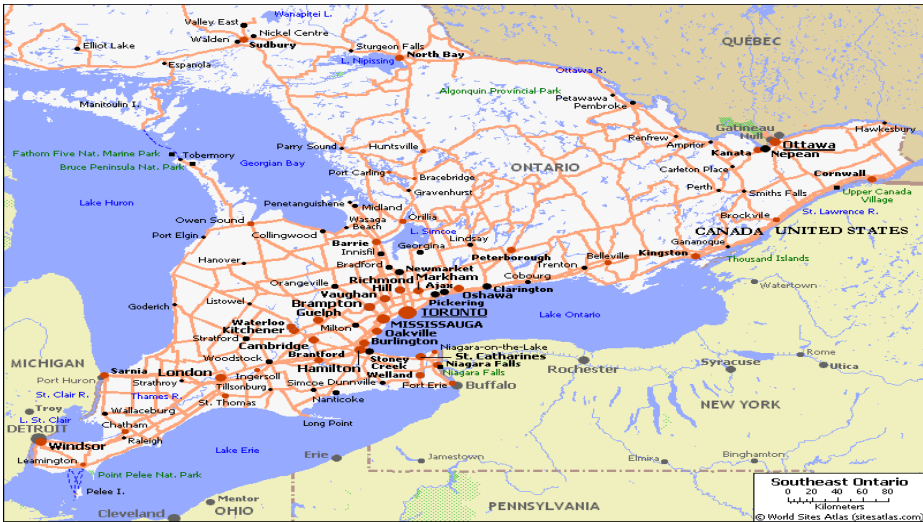 Wanapitei L.
Valley East
Nickel Centre
Walden
Sudbury
Elliot Lake
Espanola
Sturgeon Falls
North Bay
L. Nipissing
QUÉBEC
Ottawa R.
Algonquin Provincial Park
Petawawa
Pembroke
Manitoulin I.
Gatineau
Hull
Hawkesbury
Ottawa
Renfrew
Arnprior
Kanata
Nepean
Fathom Five Nat. Marine Park
Tobermory
Bruce Peninsula Nat. Park
Georgian Bay
Parry Sound
Huntsville
ONTARIO
Carleton Place
Cornwall
Port Carling
Bracebridge
Gravenhurst
Perth
Smiths Falls
Upper Canada
Village
Lake Huron
Penetanguishene
Midland
Wasaga
Beach
Orillia
Brockville
St. Lawrence R.
Owen Sound
Port Elgin
Collingwood
L. Simcoe
CANADA
UNITED STATES
Barrie
Innisfil
Georgina
Lindsay
Peterborough
Kingston
Gananoque
Thousand Islands
Hanover
Bradford
Newmarket
Belleville
Trenton
Cobourg
Orangeville
Richmond
Hill
Markham
Ajax
Clarington
Oshawa
Watertown
Goderich
Listowel
Vaughan
Brampton
Pickering
Guelph
TORONTO
Lake Ontario
Waterloo
Kitchener
Milton
MISSISSAUGA
Stratford
Oakville
Cambridge
Burlington
Niagara-on-the-Lake
MICHIGAN
Woodstock
Brantford
Hamilton
Stoney
Creek
St. Catharines
Rochester
Syracuse
Rome
Utica
Sarnia
Port Huron
London
Ingersoll
Welland
Niagara Falls
Niagara Falls
Strathroy
Tillsonburg
Simcoe
Dunnville
Fort Erie
Buffalo
St. Clair R.
Thames R.
St. Thomas
Nanticoke
NEW YORK
Troy
Wallaceburg
L. St. Clair
Chatham
Long Point
DETROIT
Raleigh
Windsor
Lake Erie
Erie
Jamestown
Elmira
Binghamton
Leamington
Point Pelee Nat. Park
Pelee I.
Mentor
OHIO
Cleveland
PENNSYLVANIA
Southeast Ontario
0 20 40 60 80
Kilometers
© World Sites Atlas (sitesatlas.com)